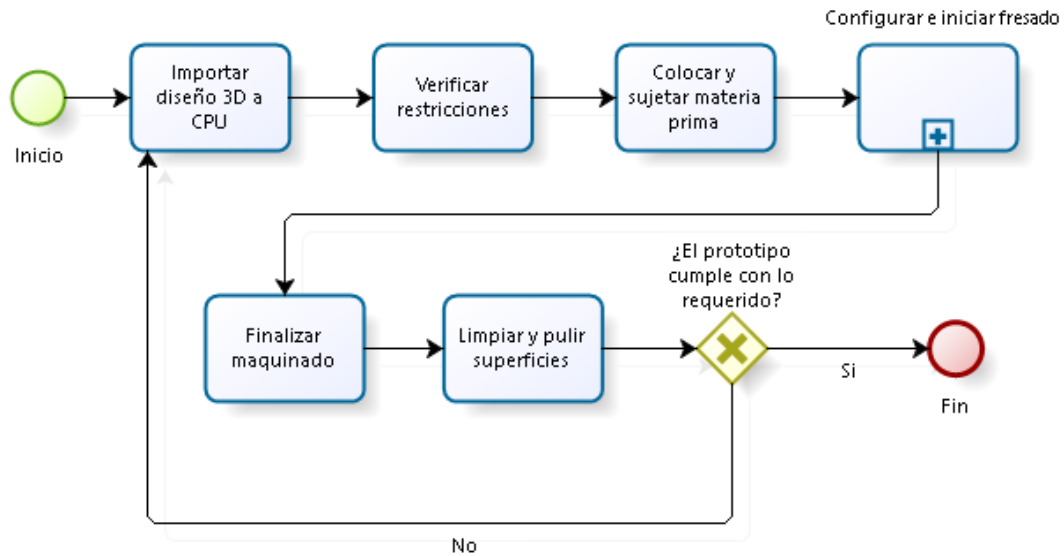 Configurar e iniciar fresado
Importar
diseño 3D a
CPU
Verificar
restricciones
Colocar y
sujetar materia
prima
Inicio
¿El prototipo
cumple con lo
requerido?
Finalizar
maquinado
Limpiar y pulir
superficies
Si
Fin
No